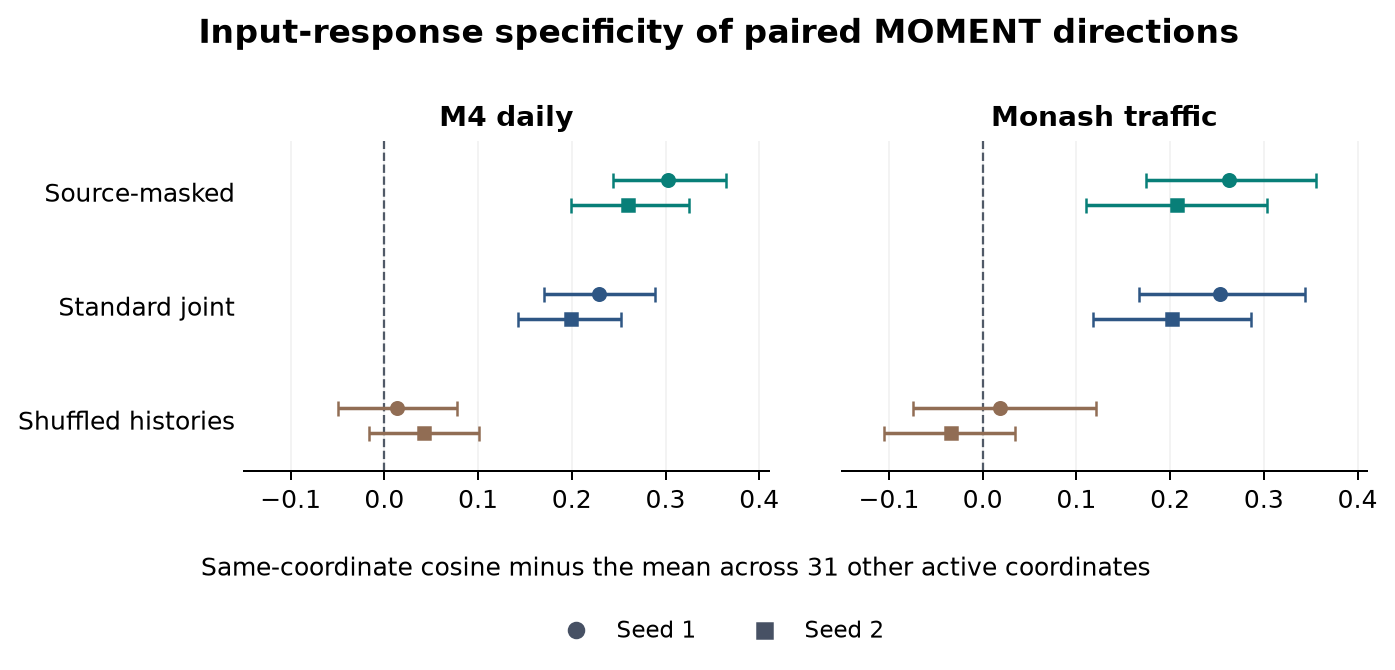 Input-response specificity of paired MOMENT directions
M4 daily
Monash traffic
Source-masked
Standard joint
Shuffled histories
−0.1 0.0 0.1 0.2 0.3 0.4
−0.1 0.0 0.1 0.2 0.3 0.4
Same-coordinate cosine minus the mean across 31 other active coordinates
Seed 1 Seed 2